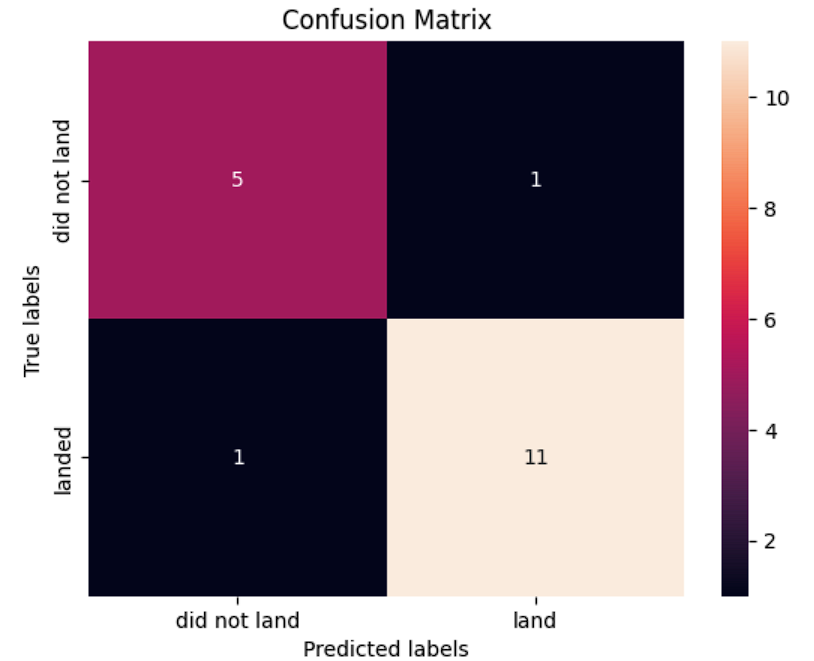 Confusion Matrix
True labels
did not land
5
1
landed
1
11
did not land
land
Predicted labels
10
8
6
4
2